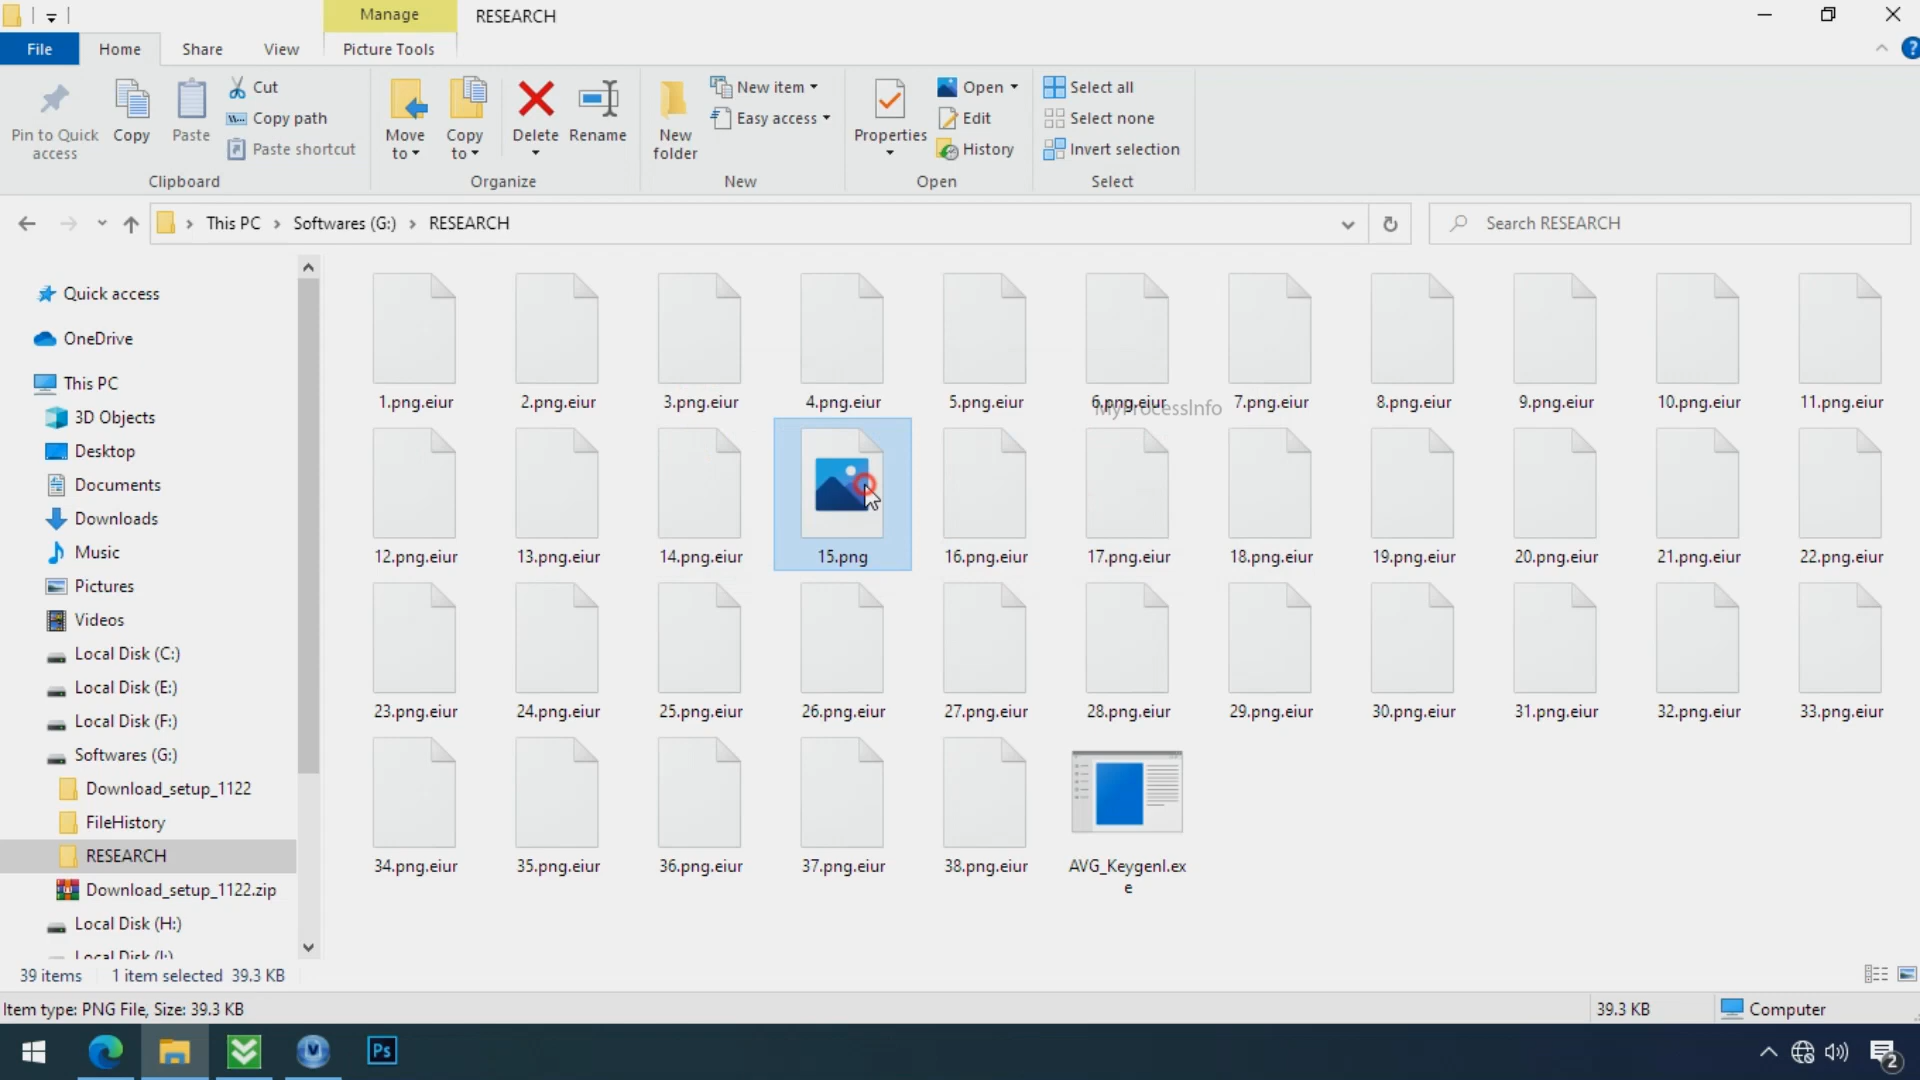 Manage
RESEARCH
File
Home
Share
View
Picture Tools
Pin to Quick access
Copy
Paste
Cut
Copy path
Paste shortcut
Clipboard
Move to
Copy to
Delete
Rename
Organize
New folder
New item
Easy access
New
Properties
Open
Edit
History
Open
Select all
Select none
Invert selection
Select
This PC
Softwares (G:)
RESEARCH
Search RESEARCH
Quick access
OneDrive
This PC
3D Objects
Desktop
Documents
Downloads
Music
Pictures
Videos
Local Disk (C:)
Local Disk (E:)
Local Disk (F:)
Softwares (G:)
Download_setup_1122
FileHistory
RESEARCH
Download_setup_1122.zip
Local Disk (H:)
Local Disk (I:)
1.png.eiur
2.png.eiur
3.png.eiur
4.png.eiur
5.png.eiur
6.png.eiur
MyProcessInfo
7.png.eiur
8.png.eiur
9.png.eiur
10.png.eiur
11.png.eiur
12.png.eiur
13.png.eiur
14.png.eiur
15.png
16.png.eiur
17.png.eiur
18.png.eiur
19.png.eiur
20.png.eiur
21.png.eiur
22.png.eiur
23.png.eiur
24.png.eiur
25.png.eiur
26.png.eiur
27.png.eiur
28.png.eiur
29.png.eiur
30.png.eiur
31.png.eiur
32.png.eiur
33.png.eiur
34.png.eiur
35.png.eiur
36.png.eiur
37.png.eiur
38.png.eiur
AVG_Keygenl.ex
e
39 items
1 item selected 39.3 KB
Item type: PNG File, Size: 39.3 KB
39.3 KB
Computer
Ps
2